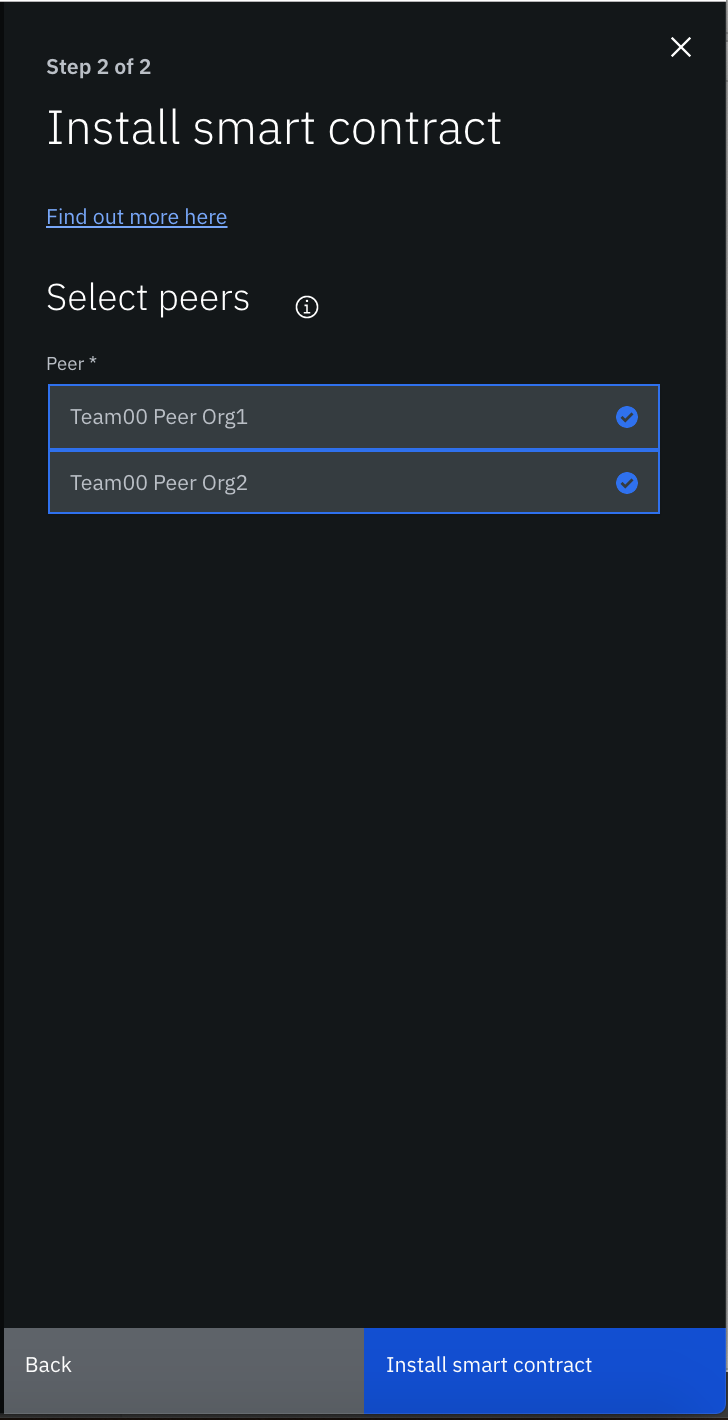 Step 2 of 2
Install smart contract
Find out more here
Select peers
Peer *
Team00 Peer Org1
Team00 Peer Org2
Back
Install smart contract